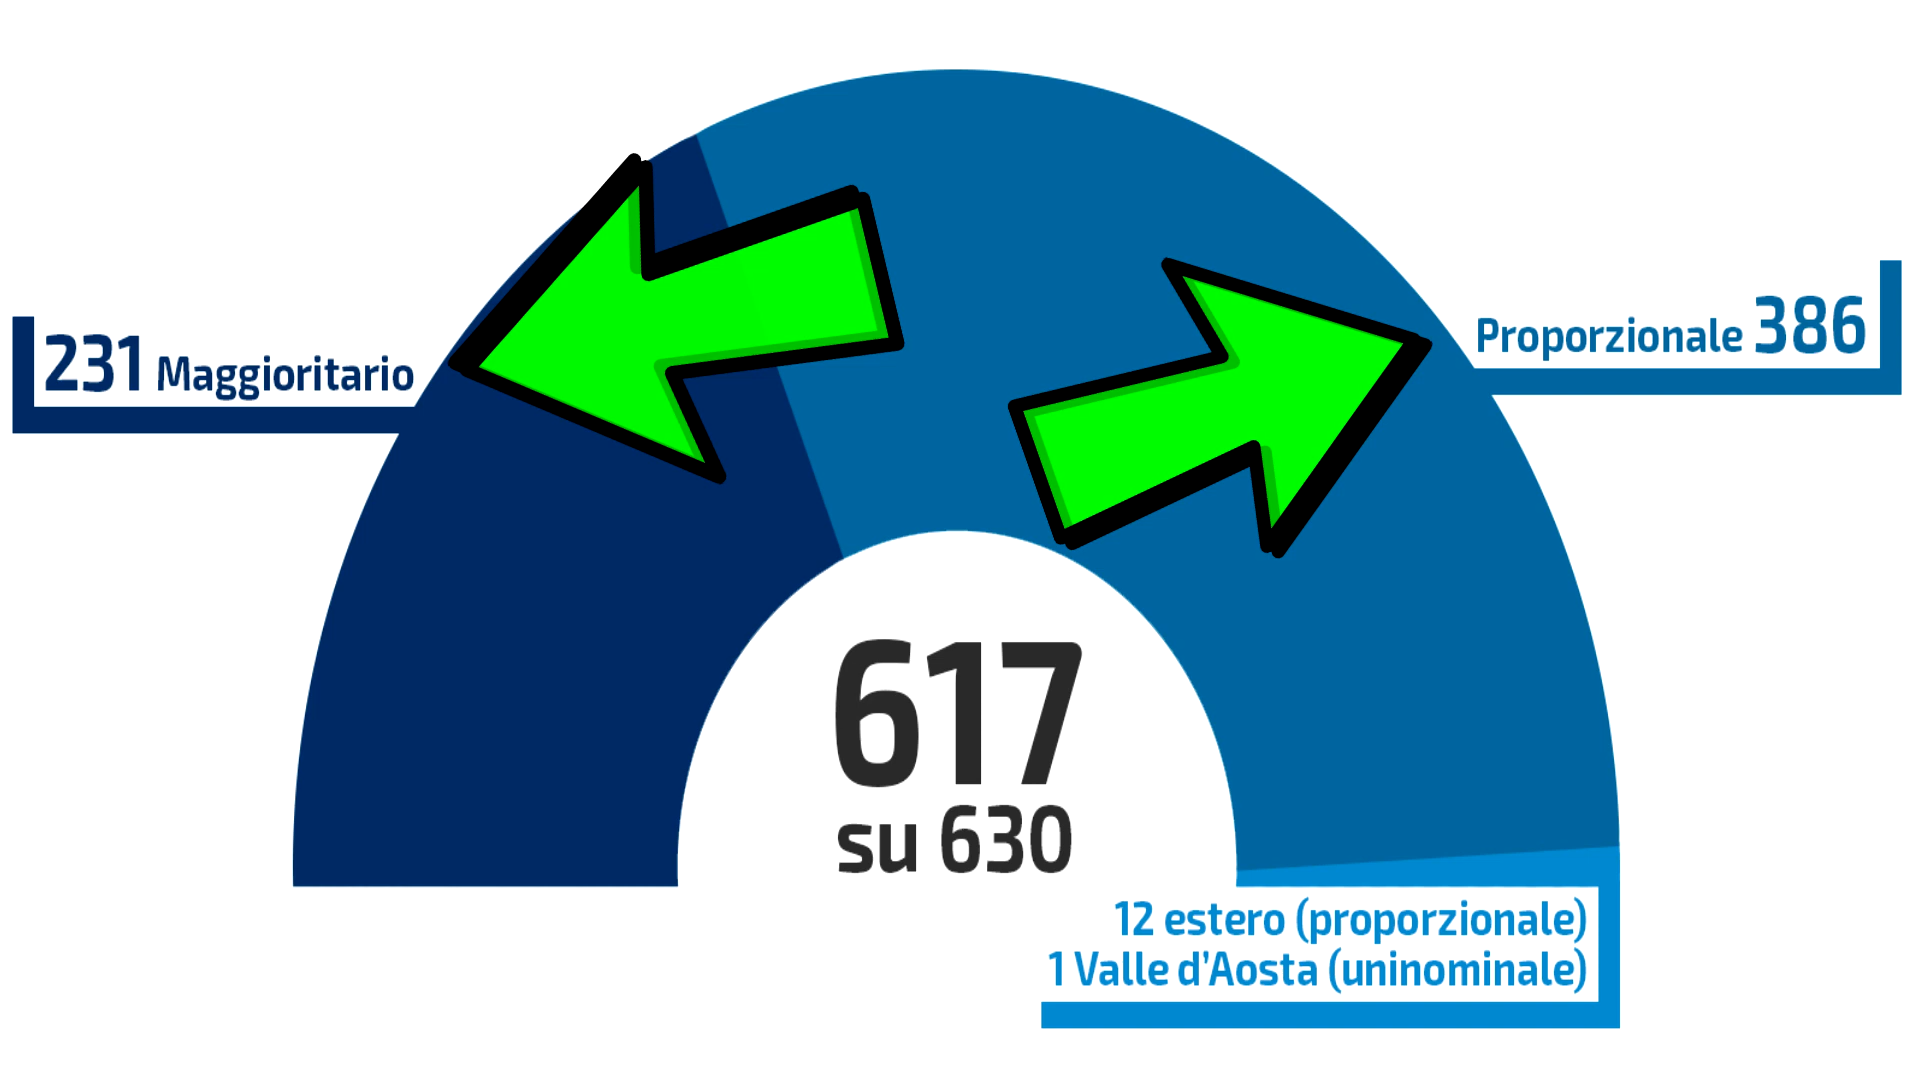 231 Maggioritario
Proporzionale 386
617
su 630
12 estero (proporzionale)
1 Valle d'Aosta (uninominale)